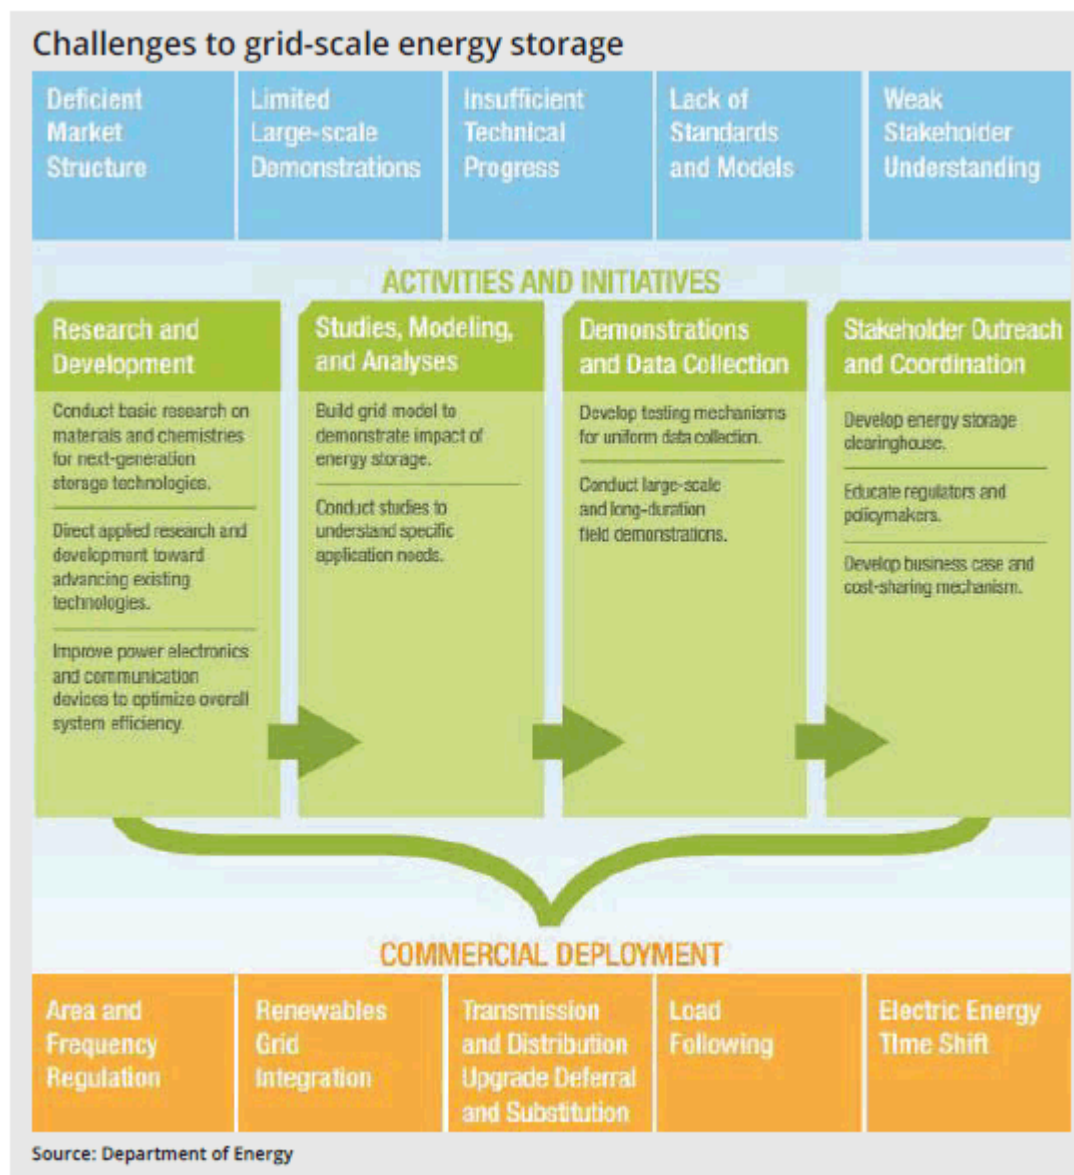 Challenges to grid-scale energy storage
Deficient
Market
Structure
Limited
Large-scale
Demonstrations
Insufficient
Technical
Progress
Lack of
Standards
and Models
Weak
Stakeholder
Understanding
ACTIVITIES AND INITIATIVES
Research and
Development
Conduct basic research on
materials and chemistries
for next-generation
storage technologies.
Direct applied research and
development toward
advancing existing
technologies.
Improve power electronics
and communication
devices to optimize overall
system efficiency.
Studies, Modeling,
and Analyses
Build grid model to
demonstrate impact of
energy storage.
Conduct studies to
understand specific
application needs.
Demonstrations
and Data Collection
Develop testing mechanisms
for uniform data collection.
Conduct large-scale
and long-duration
field demonstrations.
Stakeholder Outreach
and Coordination
Develop energy storage
clearinghouse.
Educate regulators and
policymakers.
Develop business case and
cost-sharing mechanism.
COMMERCIAL DEPLOYMENT
Area and
Frequency
Regulation
Renewables
Grid
Integration
Transmission
and Distribution
Upgrade Deferral
and Substitution
Load
Following
Electric Energy
TIme Shift
Source: Department of Energy